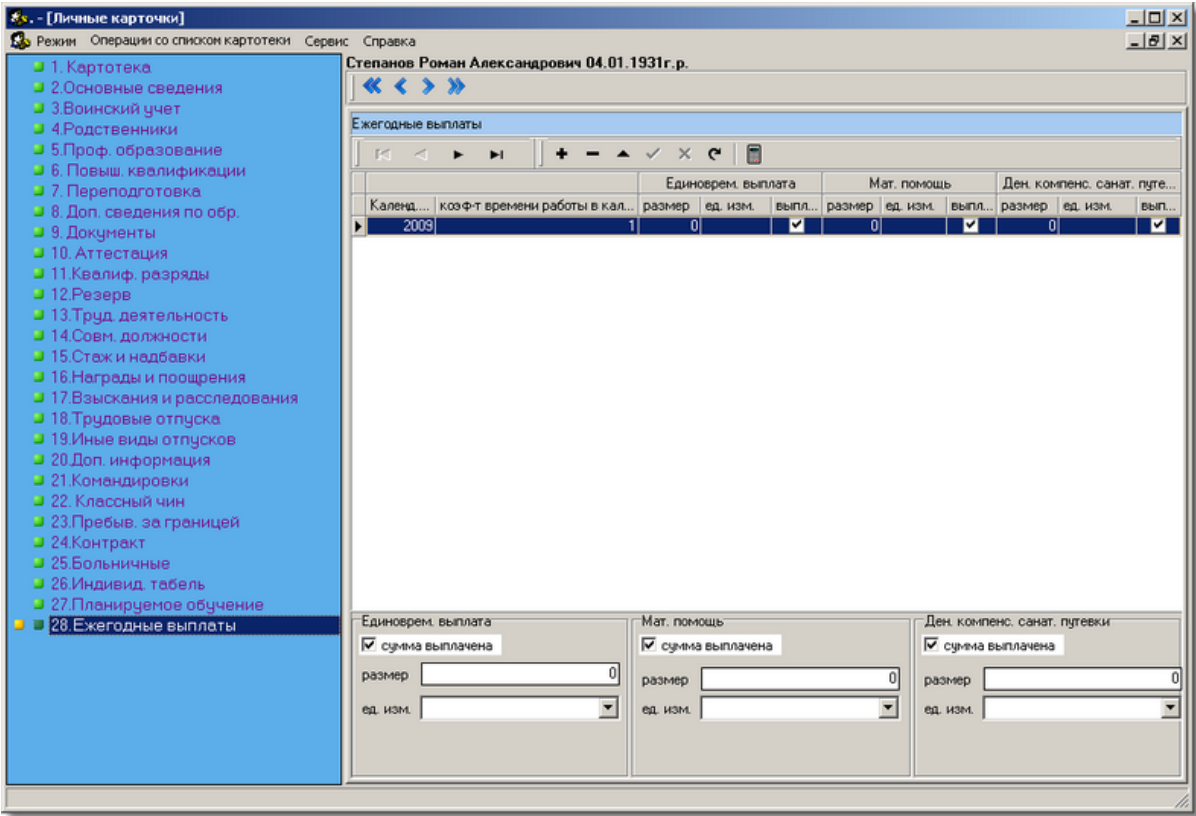 . - [Личные карточки]
Режим Операции со списком картотеки Сервис Справка
1. Картотека
2.Основные сведения
3.Воинский учет
4.Родственники
5.Проф. образование
6. Повыш. квалификации
7. Переподготовка
8. Доп. сведения по обр.
9. Документы
10. Аттестация
11.Квалиф. разряды
12.Резерв
13.Труд. деятельность
14.Совм. должности
15.Стаж и надбавки
16.Награды и поощрения
17.Взыскания и расследования
18.Трудовые отпуска
19.Иные виды отпусков
20.Доп. информация
21.Командировки
22. Классный чин
23.Пребыв. за границей
24.Контракт
25.Больничные
26.Индивид. табель
27.Планируемое обучение
28.Ежегодные выплаты
Степанов Роман Александрович 04.01.1931г.р.
Ежегодные выплаты
Единоврем. выплата Мат. помощь Ден. компенс. санат. путе...
Календ.... коэф-т времени работы в кал... размер ед. изм. выпл... размер ед. изм. выпл... размер ед. изм. вып...
2009 1 0 0 0
Единоврем. выплата Мат. помощь Ден. компенс. санат. путевки
сумма выплачена сумма выплачена сумма выплачена
размер 0 размер 0 размер 0
ед. изм. ед. изм. ед. изм.